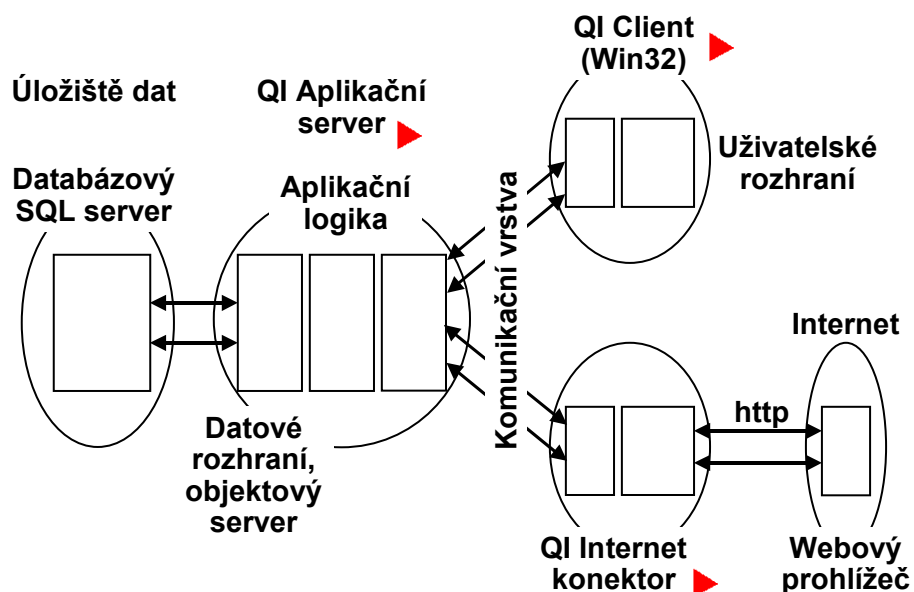 QI Client
(Win32)
Úložiště dat
QI Aplikační
server
Uživatelské
rozhraní
Databázový
SQL server
Aplikační
logika
Komunikační vrstva
Internet
http
Datové
rozhraní,
objektový
server
QI Internet
konektor
Webový
prohlížeč